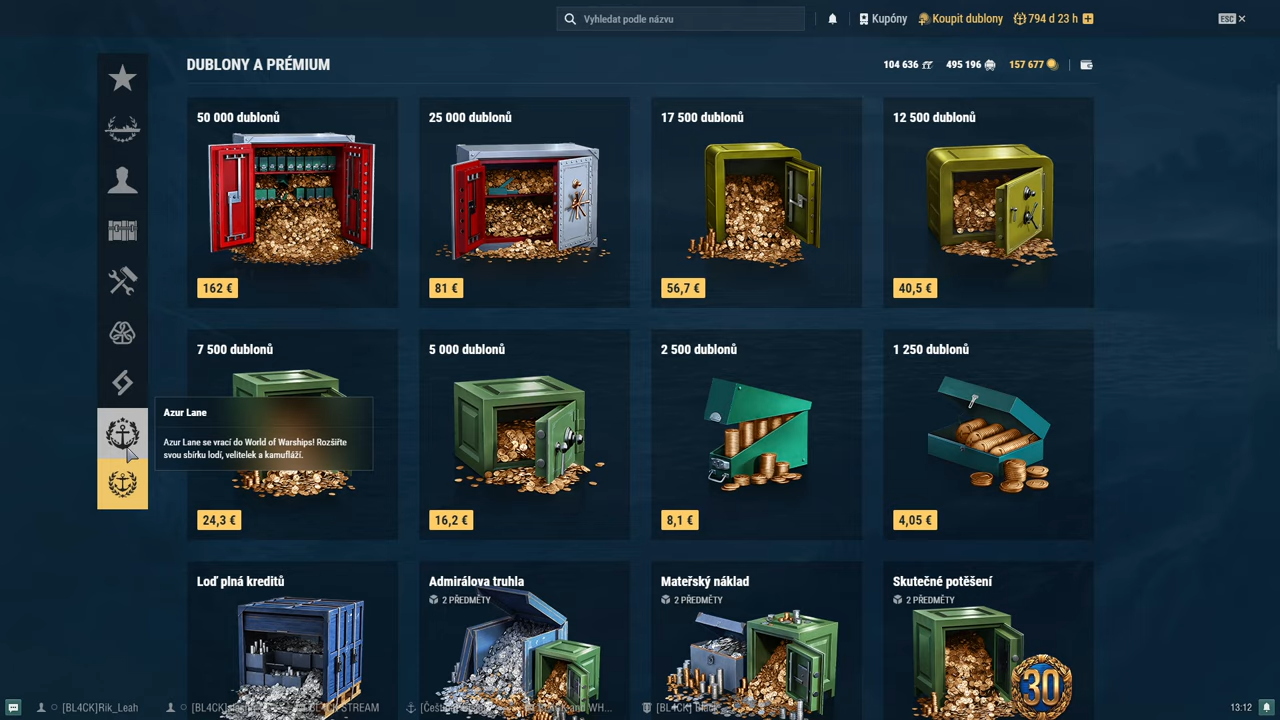 Vyhledat podle názvu
Kupóny
Koupit dublony
794 d 23 h
ESC
DUBLONY A PRÉMIUM
104 636
495 196
157 677
50 000 dublonů
162 €
25 000 dublonů
81 €
17 500 dublonů
56,7 €
12 500 dublonů
40,5 €
7 500 dublonů
24,3 €
5 000 dublonů
16,2 €
2 500 dublonů
8,1 €
1 250 dublonů
4,05 €
Azur Lane
Azur Lane se vrací do World of Warships! Rozšiřte
svou sbírku lodí, velitelek a kamufláží.
Loď plná kreditů
Admirálova truhla
2 PŘEDMĚTY
Mateřský náklad
2 PŘEDMĚTY
Skutečné potěšení
2 PŘEDMĚTY
30
[BL4CK]Rik_Leah
[BL4CK]
STREAM
WH...
[BL4CK]
13:12